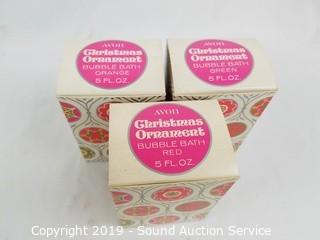 AVON
Christmas
Ornament
BUBBLE BATH
ORANGE
5 FL. OZ.
AVON
Christmas
Ornament
BUBBLE BATH
GREEN
5 FL. OZ.
AVON
Christmas
Ornament
BUBBLE BATH
RED
5 FL. OZ.
Copyright 2019 - Sound Auction Service